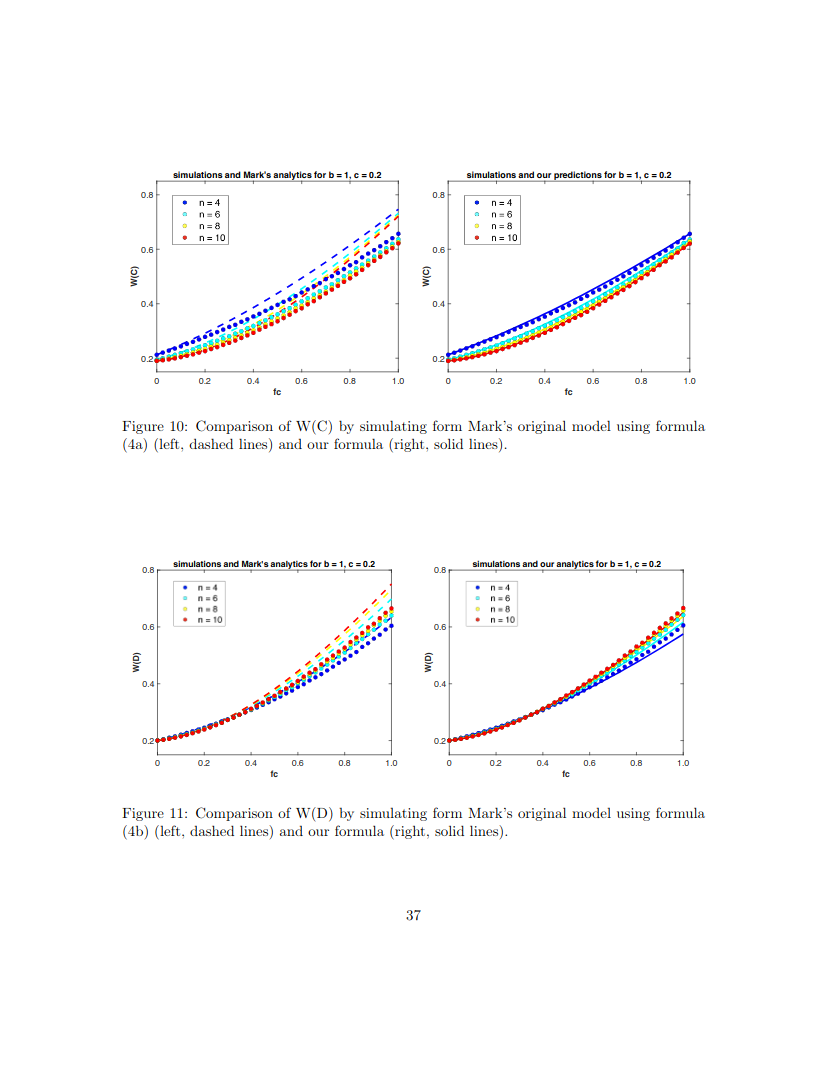 simulations and Mark's analytics for b = 1, c = 0.2
0.8
0.6
0.4
0.2
W(C)
n = 4
n = 6
n = 8
n = 10
0 0.2 0.4 0.6 0.8 1.0
fc
simulations and our predictions for b = 1, c = 0.2
0.8
0.6
0.4
0.2
W(C)
n = 4
n = 6
n = 8
n = 10
0 0.2 0.4 0.6 0.8 1.0
fc
Figure 10: Comparison of W(C) by simulating form Mark's original model using formula
(4a) (left, dashed lines) and our formula (right, solid lines).
simulations and Mark's analytics for b = 1, c = 0.2
0.8
0.6
0.4
0.2
W(D)
n = 4
n = 6
n = 8
n = 10
0 0.2 0.4 0.6 0.8 1.0
fc
simulations and our analytics for b = 1, c = 0.2
0.8
0.6
0.4
0.2
W(D)
n = 4
n = 6
n = 8
n = 10
0 0.2 0.4 0.6 0.8 1.0
fc
Figure 11: Comparison of W(D) by simulating form Mark's original model using formula
(4b) (left, dashed lines) and our formula (right, solid lines).
37